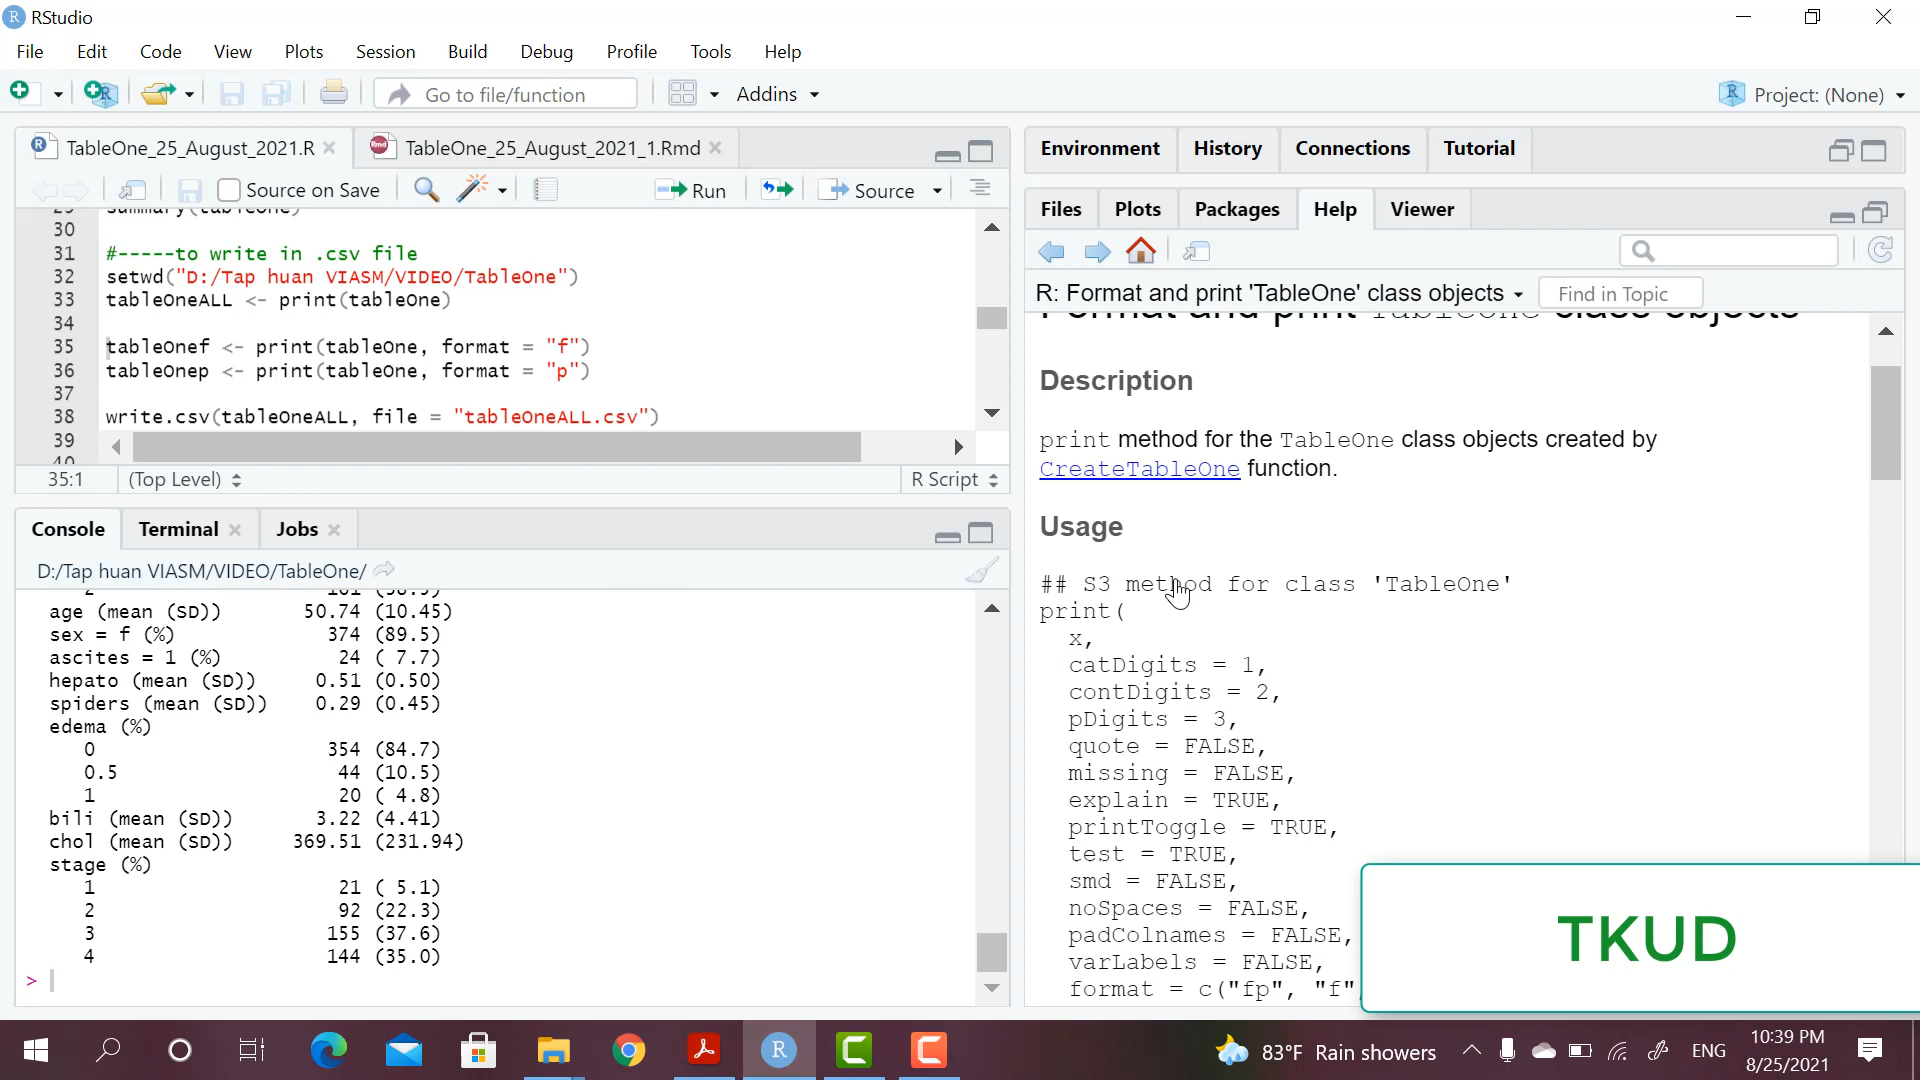 RStudio
File Edit Code View Plots Session Build Debug Profile Tools Help
Go to file/function Addins Project: (None)
TableOne_25_August_2021.R TableOne_25_August_2021_1.Rmd
Source on Save Run Source
29 summary(tableOne)
30
31 #-----to write in .csv file
32 setwd("D:/Tap huan VIASM/VIDEO/TableOne")
33 tableOneALL <- print(tableOne)
34
35 tableOnef <- print(tableOne, format = "f")
36 tableOnep <- print(tableOne, format = "p")
37
38 write.csv(tableOneALL, file = "tableOneALL.csv")
39
40
35:1 (Top Level) R Script
Console Terminal Jobs
D:/Tap huan VIASM/VIDEO/TableOne/
age (mean (SD)) 50.74 (10.45)
sex = f (%) 374 (89.5)
ascites = 1 (%) 24 ( 7.7)
hepato (mean (SD)) 0.51 (0.50)
spiders (mean (SD)) 0.29 (0.45)
edema (%)
0 354 (84.7)
0.5 44 (10.5)
1 20 ( 4.8)
bili (mean (SD)) 3.22 (4.41)
chol (mean (SD)) 369.51 (231.94)
stage (%)
1 21 ( 5.1)
2 92 (22.3)
3 155 (37.6)
4 144 (35.0)
>
Environment History Connections Tutorial
Files Plots Packages Help Viewer
R: Format and print 'TableOne' class objects Find in Topic
Format and print TableOne class objects
Description
print method for the TableOne class objects created by
CreateTableOne function.
Usage
## S3 method for class 'TableOne'
print(
x,
catDigits = 1,
contDigits = 2,
pDigits = 3,
quote = FALSE,
missing = FALSE,
explain = TRUE,
printToggle = TRUE,
test = TRUE,
smd = FALSE,
noSpaces = FALSE,
padColnames = FALSE,
varLabels = FALSE,
format = c("fp", "f"
TKUD
83°F Rain showers ENG 10:39 PM
8/25/2021